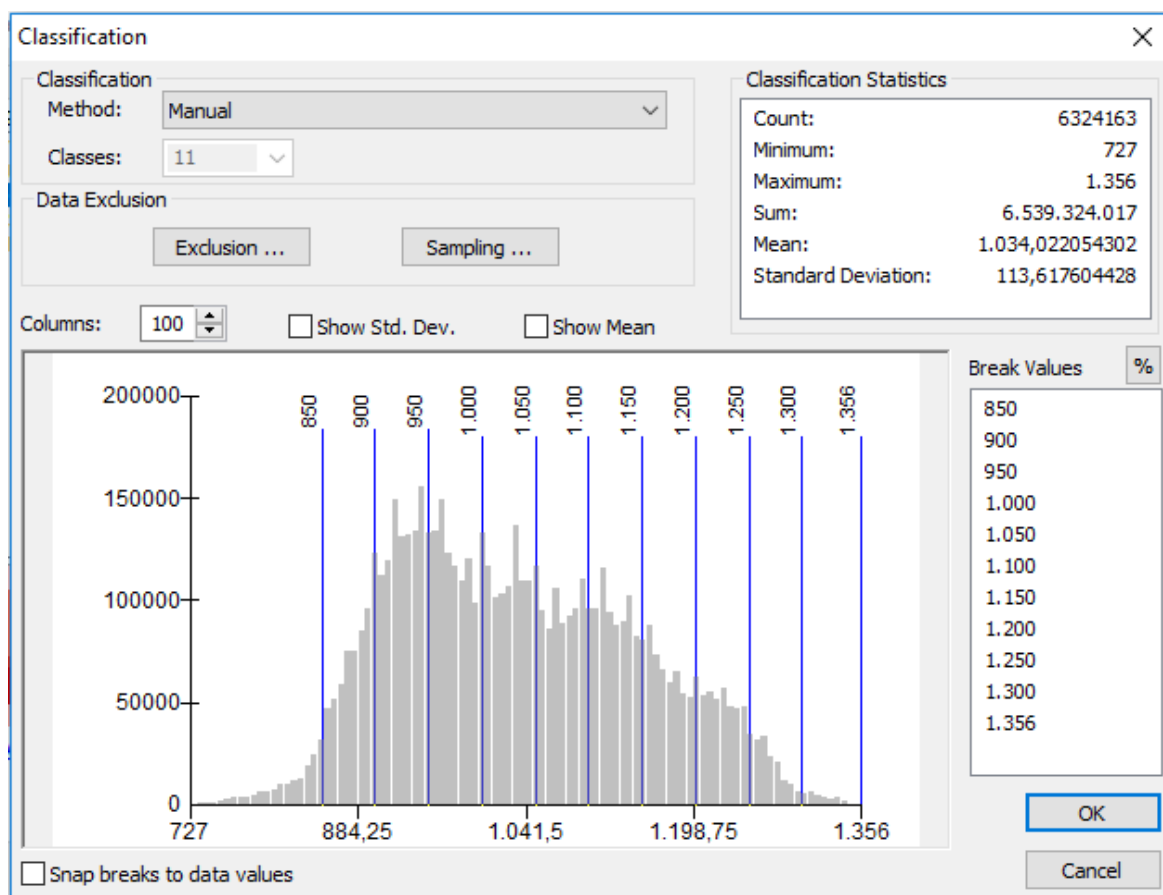 Classification
Classification
Method:
Manual
Classes:
11
Data Exclusion
Exclusion ...
Sampling ...
Classification Statistics
Count: 6324163
Minimum: 727
Maximum: 1.356
Sum: 6.539.324.017
Mean: 1.034,022054302
Standard Deviation: 113,617604428
Columns:
100
Show Std. Dev.
Show Mean
Break Values
%
850
900
950
1.000
1.050
1.100
1.150
1.200
1.250
1.300
1.356
200000
150000
100000
50000
0
850
900
950
1.000
1.050
1.100
1.150
1.200
1.250
1.300
1.356
727
884,25
1.041,5
1.198,75
1.356
Snap breaks to data values
OK
Cancel